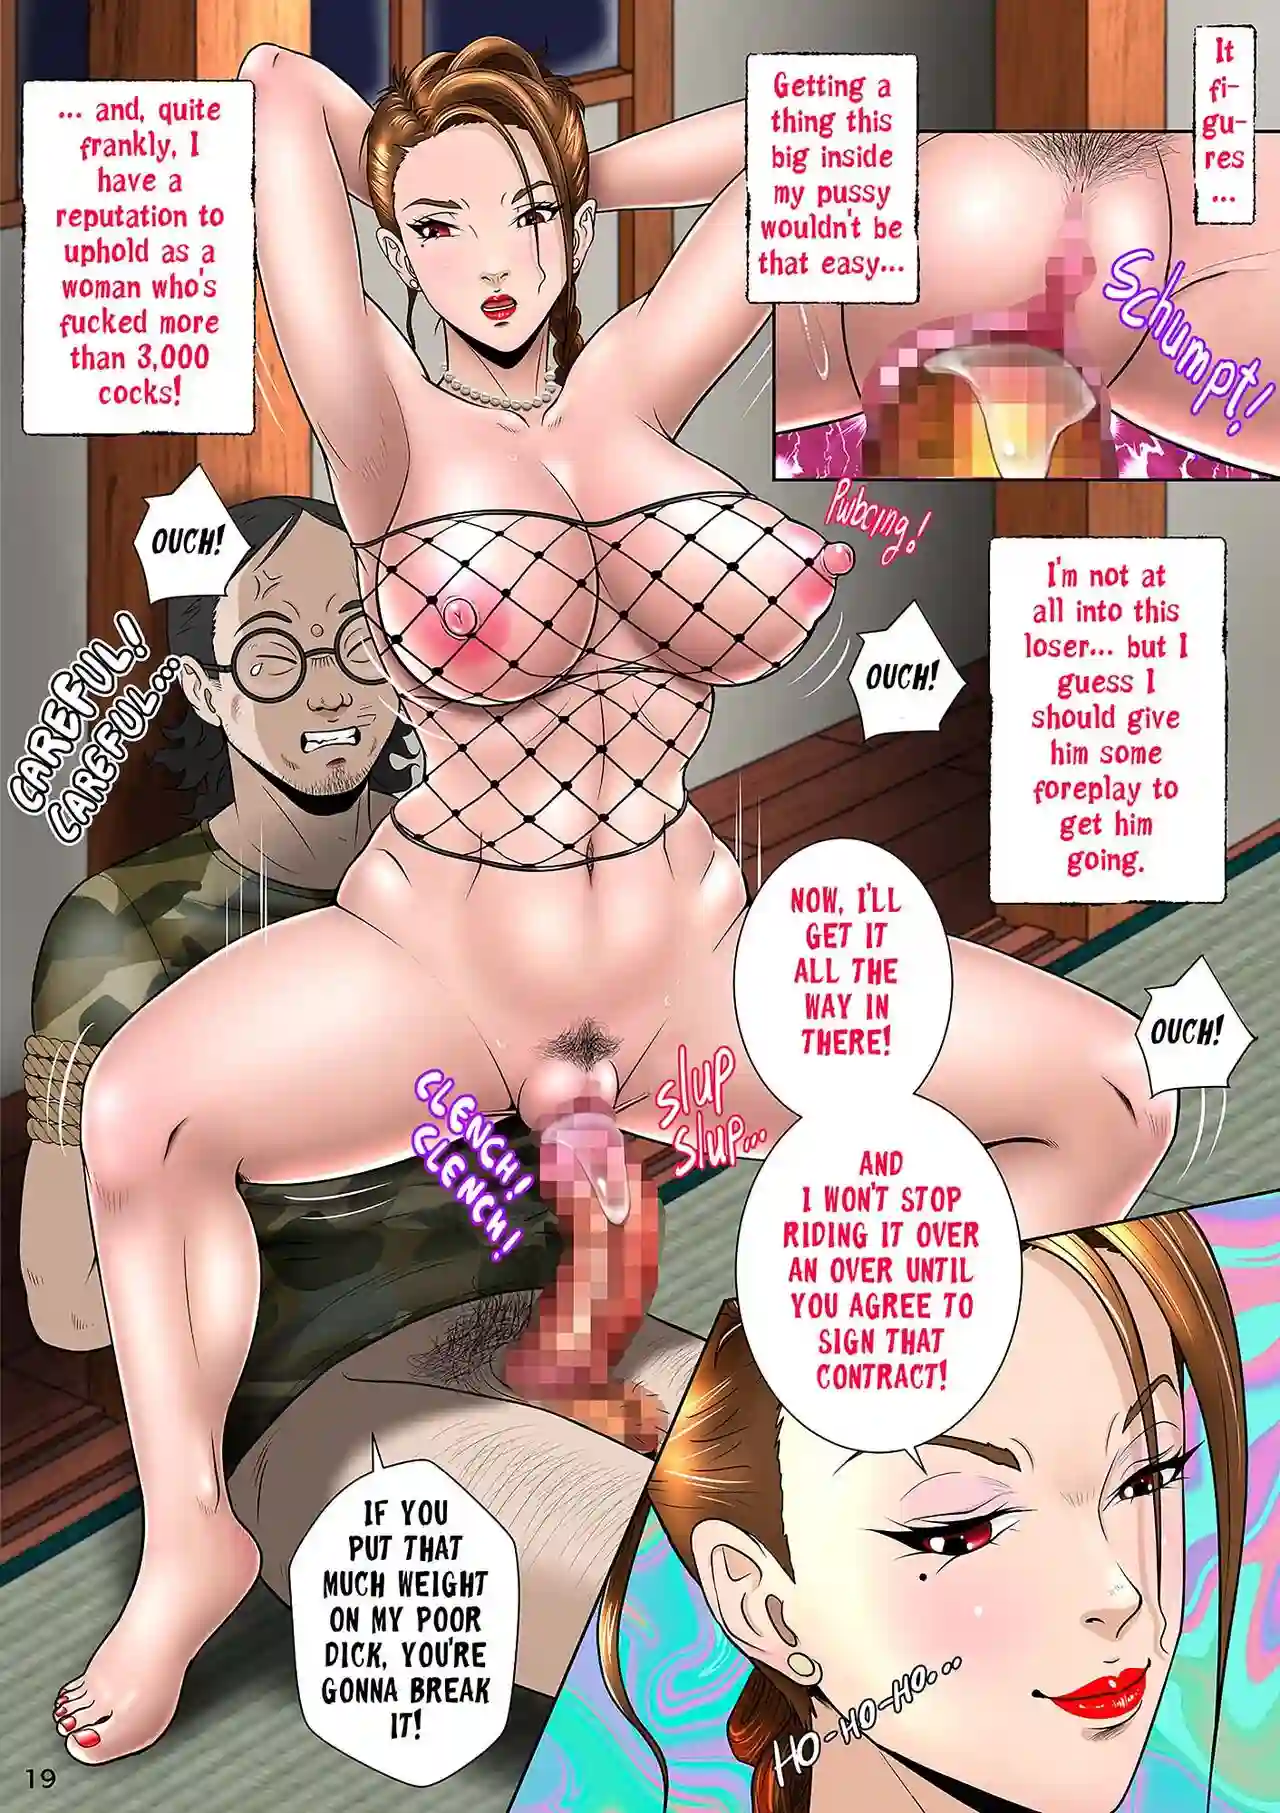 It
fi-
gu-
res
...
Getting a
thing this
big inside
my pussy
wouldn't be
that easy...
... and, quite
frankly, I
have a
reputation to
uphold as a
woman who's
fucked more
than 3,000
cocks!
Schumpt!
Pwbcing!
OUCH!
CAREFUL!
CAREFUL...
OUCH!
I'm not at
all into this
loser... but I
guess I
should give
him some
foreplay to
get him
going.
NOW, I'LL
GET IT
ALL THE
WAY IN
THERE!
OUCH!
slup
slup...
CLENCH!
CLENCH!
AND
I WON'T STOP
RIDING IT OVER
AN OVER UNTIL
YOU AGREE TO
SIGN THAT
CONTRACT!
IF YOU
PUT THAT
MUCH WEIGHT
ON MY POOR
DICK, YOU'RE
GONNA BREAK
IT!
HO-HO-HO...
19